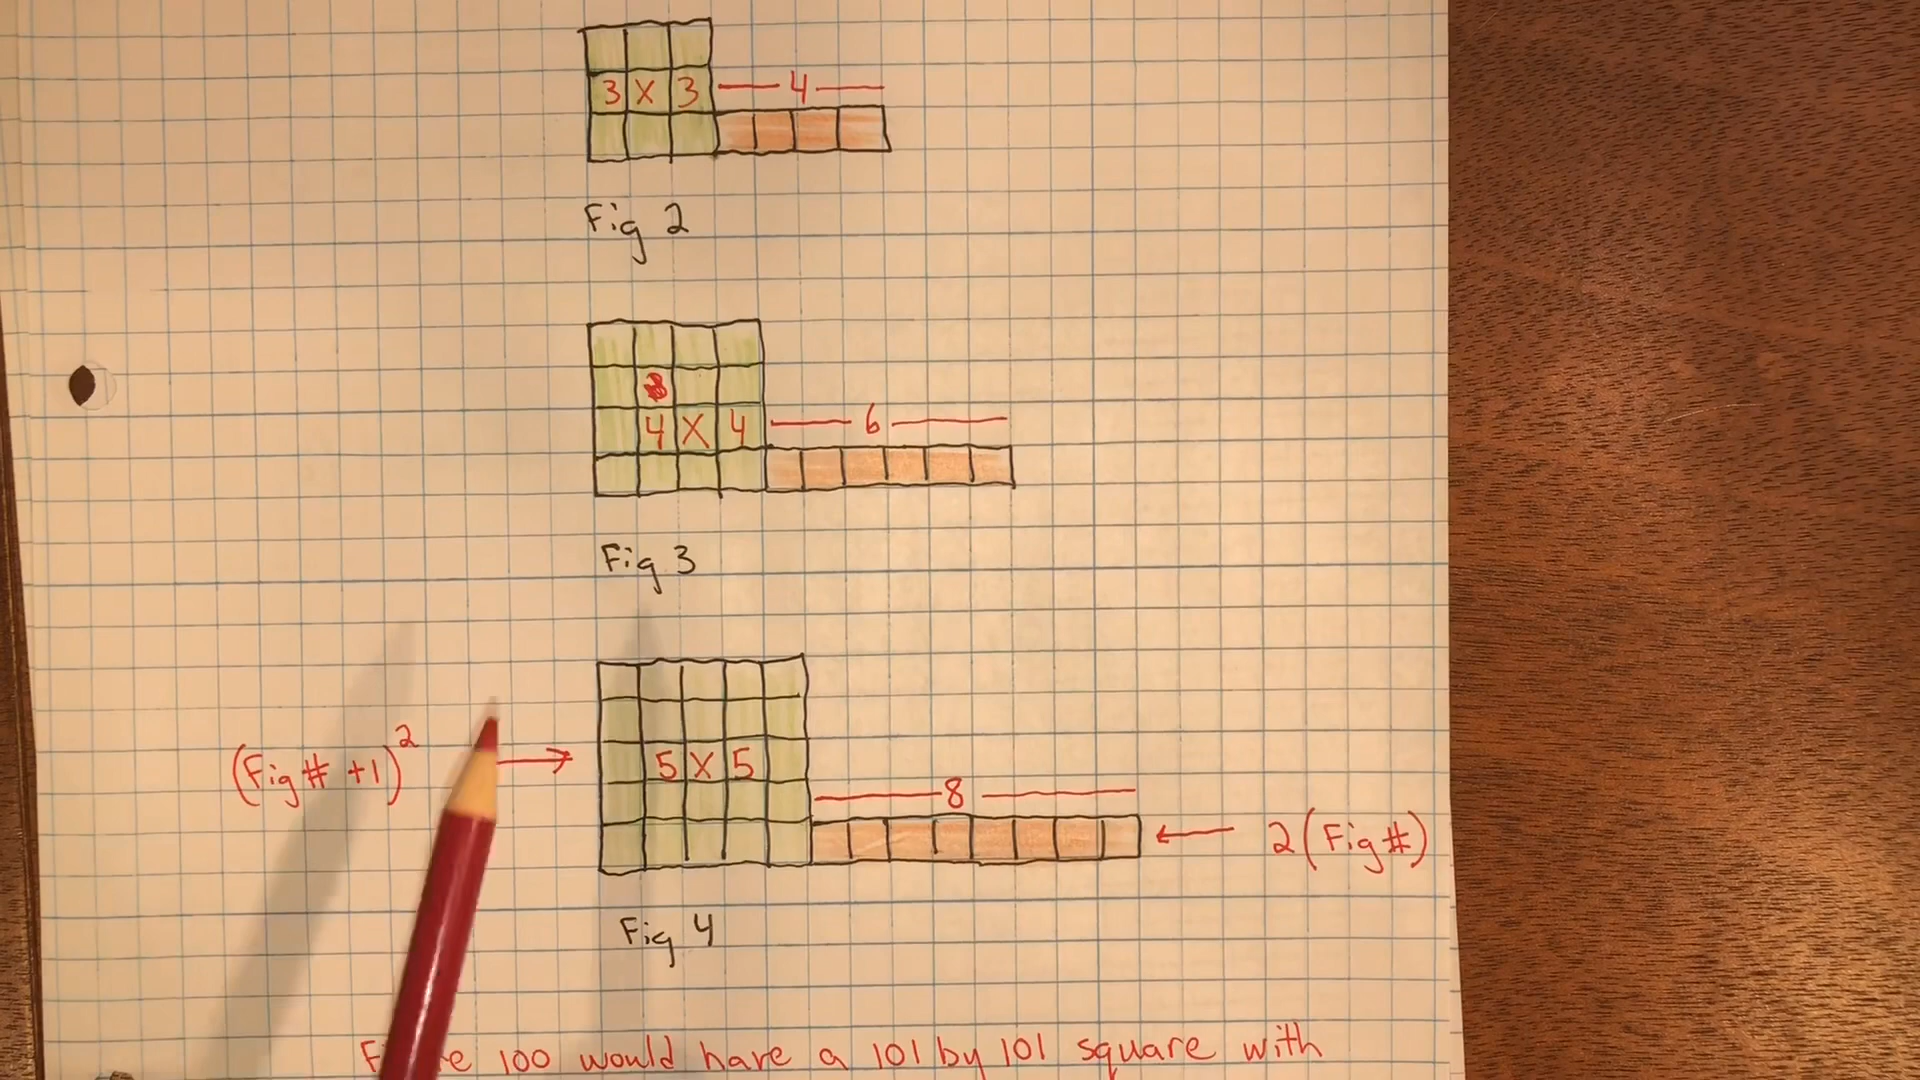 3 X 3
4
Fig 2
4 X 4
6
Fig 3
(Fig # +1)²
5 X 5
8
2(Fig #)
Fig 4
100 would have a 101 by 101 square with